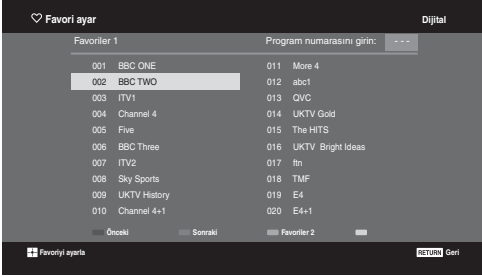 Favori ayar Dijital
Favoriler 1 Program numarasını girin: - - -
001 BBC ONE
002 BBC TWO
003 ITV1
004 Channel 4
005 Five
006 BBC Three
007 ITV2
008 Sky Sports
009 UKTV History
010 Channel 4+1
011 More 4
012 abc1
013 QVC
014 UKTV Gold
015 The HITS
016 UKTV Bright Ideas
017 ftn
018 TMF
019 E4
020 E4+1
Önceki Sonraki Favoriler 2
Favoriyi ayarla RETURN Geri